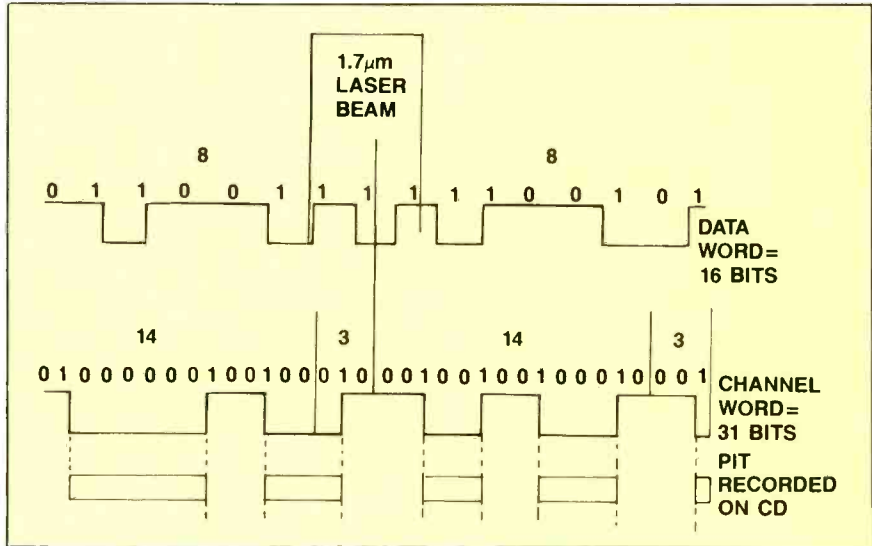 1.7μm
LASER
BEAM
8 8
0 1 1 0 0 1 1 1 1 1 1 0 0 1 0 1
DATA
WORD=
16 BITS
14 3 14 3
0 1 0 0 0 0 0 0 1 0 0 1 0 0 0 1 0 0 0 1 0 0 1 0 0 1 0 0 0 1 0 0 0 1
CHANNEL
WORD=
31 BITS
PIT
RECORDED
ON CD